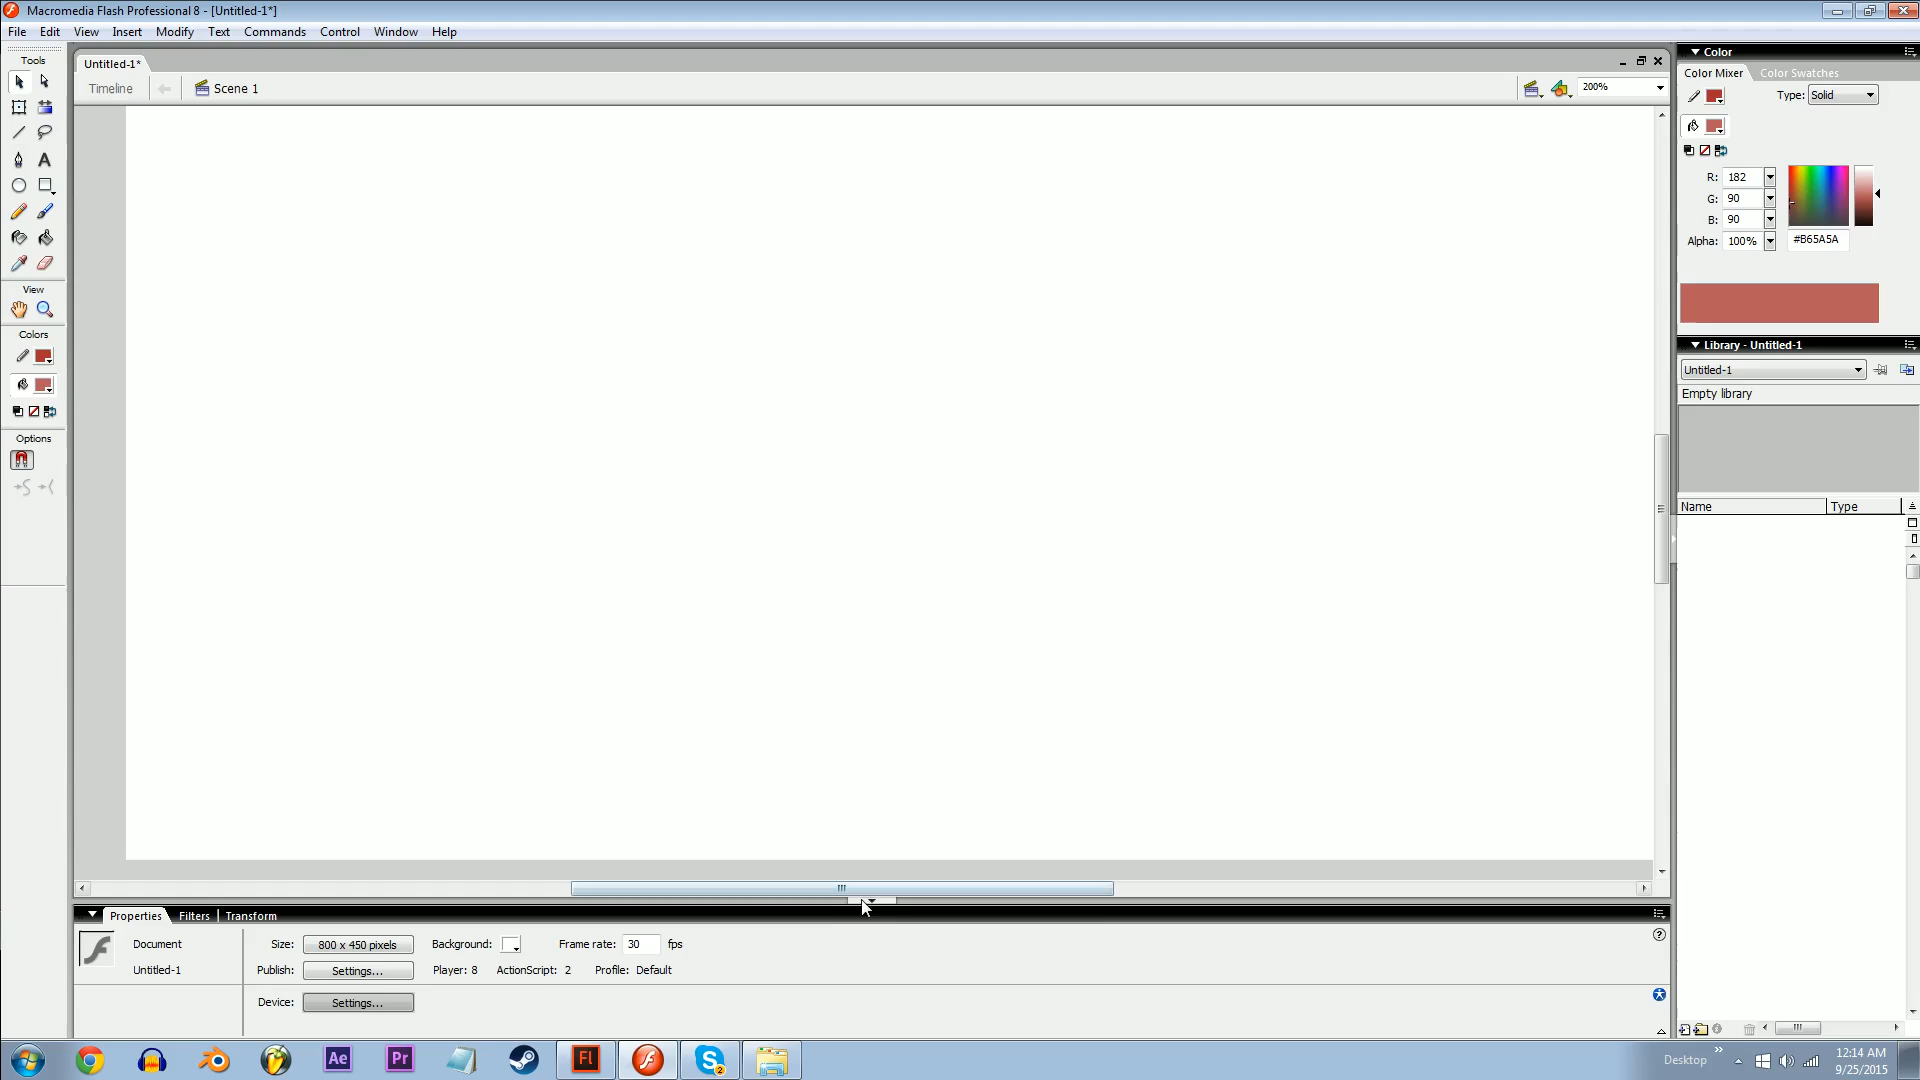 Macromedia Flash Professional 8 - [Untitled-1*]
File Edit View Insert Modify Text Commands Control Window Help
Tools
View
Colors
Options
Untitled-1*
Timeline Scene 1 200%
Color
Color Mixer Color Swatches
Type: Solid
R: 182
G: 90
B: 90
Alpha: 100% #B65A5A
Library - Untitled-1
Untitled-1
Empty library
Name Type
Properties Filters Transform
Document Size: 800 x 450 pixels Background: Frame rate: 30 fps
Untitled-1 Publish: Settings... Player: 8 ActionScript: 2 Profile: Default
Device: Settings...
Ae Pr Fl S 2
Desktop » 12:14 AM
9/25/2015